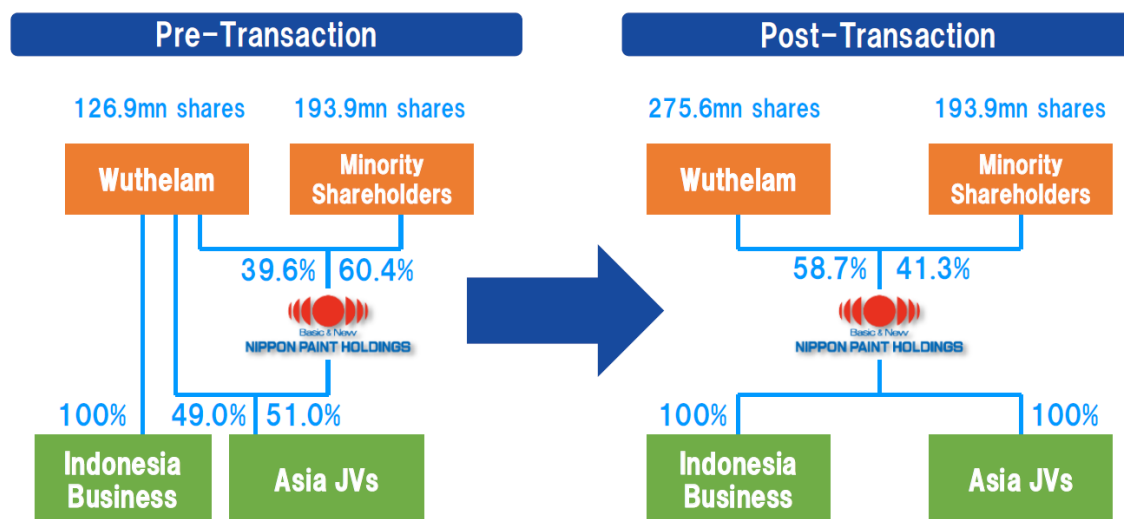 Pre-Transaction
126.9mn shares
193.9mn shares
Wuthelam
Minority
Shareholders
39.6%
60.4%
Basic & New
NIPPON PAINT HOLDINGS
100%
49.0%
51.0%
Indonesia
Business
Asia JVs
Post-Transaction
275.6mn shares
193.9mn shares
Wuthelam
Minority
Shareholders
58.7%
41.3%
Basic & New
NIPPON PAINT HOLDINGS
100%
100%
Indonesia
Business
Asia JVs